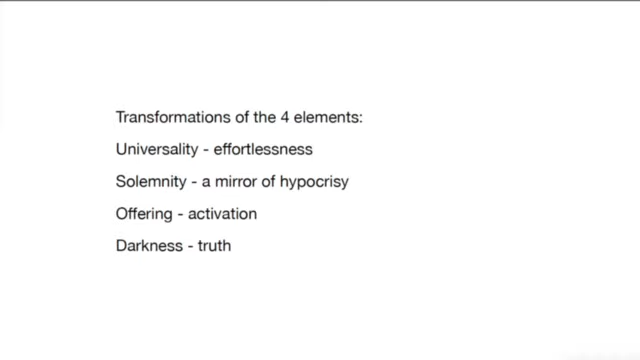 Transformations of the 4 elements:
Universality - effortlessness
Solemnity - a mirror of hypocrisy
Offering - activation
Darkness - truth